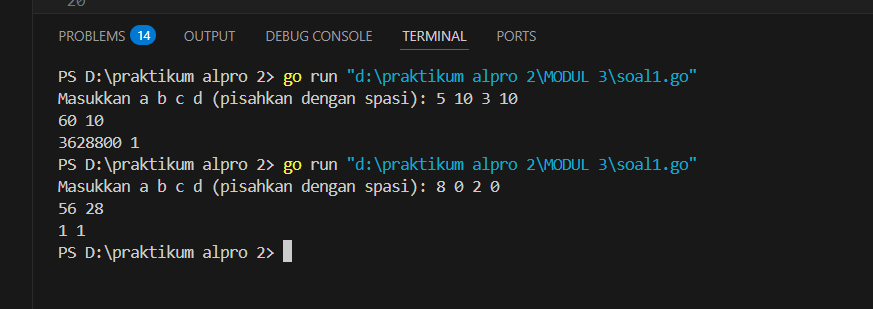 20
PROBLEMS 14 OUTPUT DEBUG CONSOLE TERMINAL PORTS
PS D:\praktikum alpro 2> go run "d:\praktikum alpro 2\MODUL 3\soal1.go"
Masukkan a b c d (pisahkan dengan spasi): 5 10 3 10
60 10
3628800 1
PS D:\praktikum alpro 2> go run "d:\praktikum alpro 2\MODUL 3\soal1.go"
Masukkan a b c d (pisahkan dengan spasi): 8 0 2 0
56 28
1 1
PS D:\praktikum alpro 2>